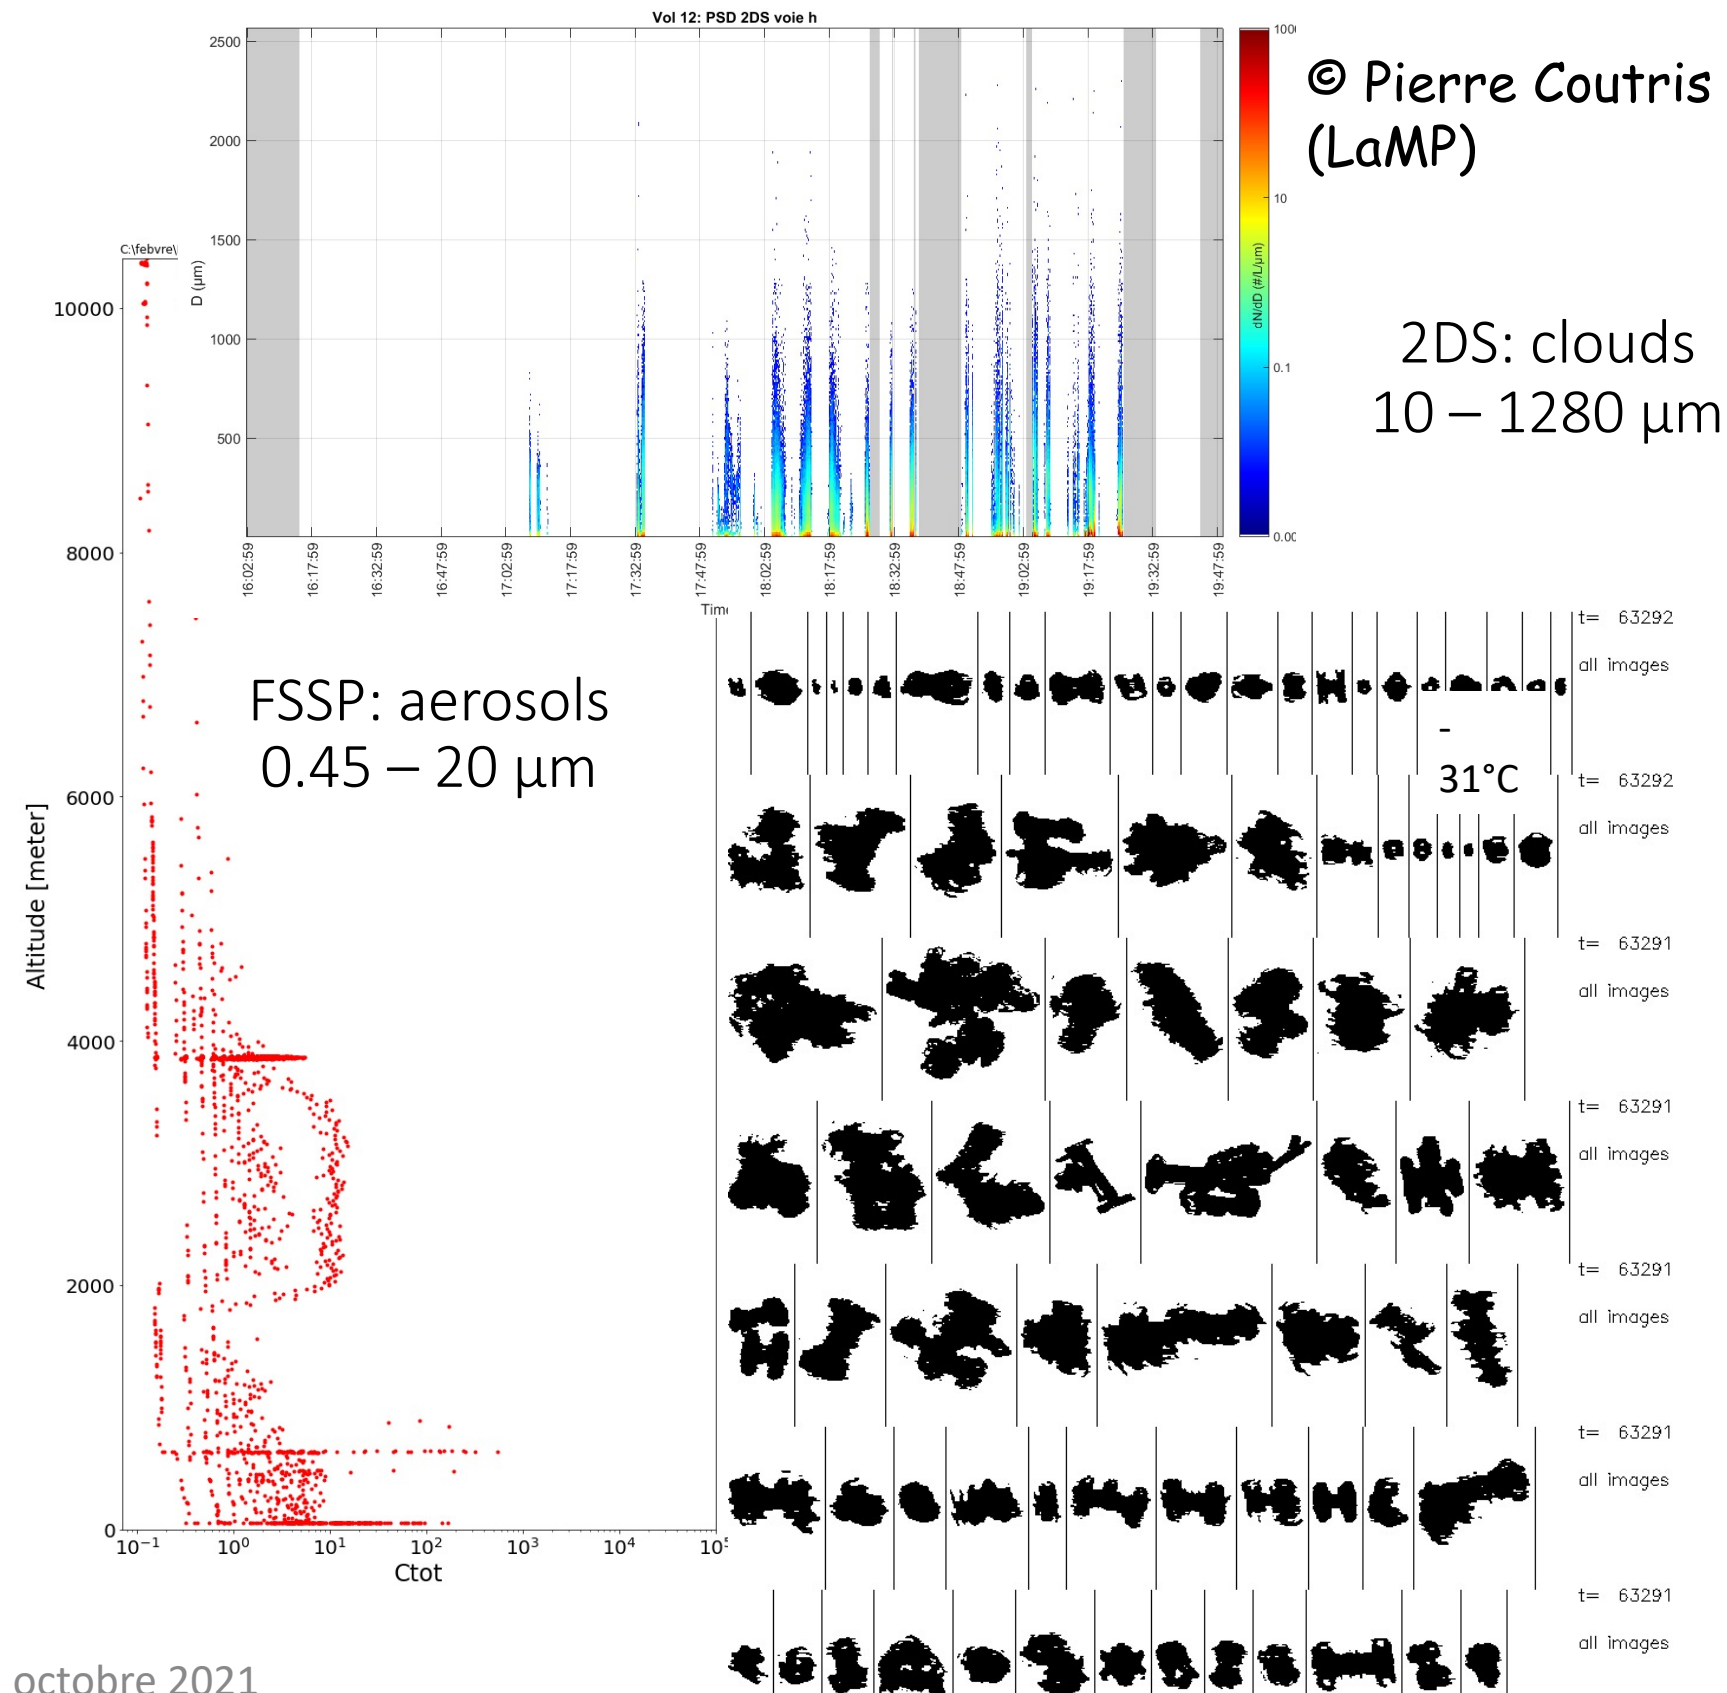 Vol 12: PSD 2DS voie h
2500
2000
1500
1000
500
D (µm)
16:02:59
16:17:59
16:32:59
16:47:59
17:02:59
17:17:59
17:32:59
17:47:59
18:02:59
18:17:59
18:32:59
18:47:59
19:02:59
19:17:59
19:32:59
19:47:59
10
0.1
dN/dD (#/L/µm)
© Pierre Coutris
(LaMP)
2DS: clouds
10 – 1280 µm
C:\febvre\
10000
8000
6000
4000
2000
0
Altitude [meter]
FSSP: aerosols
0.45 – 20 µm
10⁻¹
10⁰
10¹
10²
10³
10⁴
10⁵
Ctot
t= 63292
all images
-
31°C
t= 63292
all images
t= 63291
all images
t= 63291
all images
t= 63291
all images
t= 63291
all images
t= 63291
all images
octobre 2021